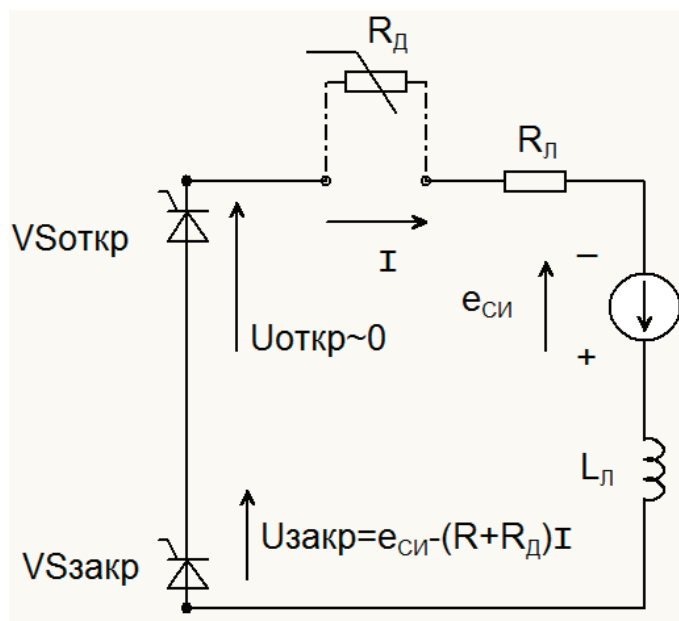 RД
RЛ
VSоткр
I
–
eСИ
+
Uоткр~0
LЛ
Uзакр=eСИ-(R+RД)I
VSзакр